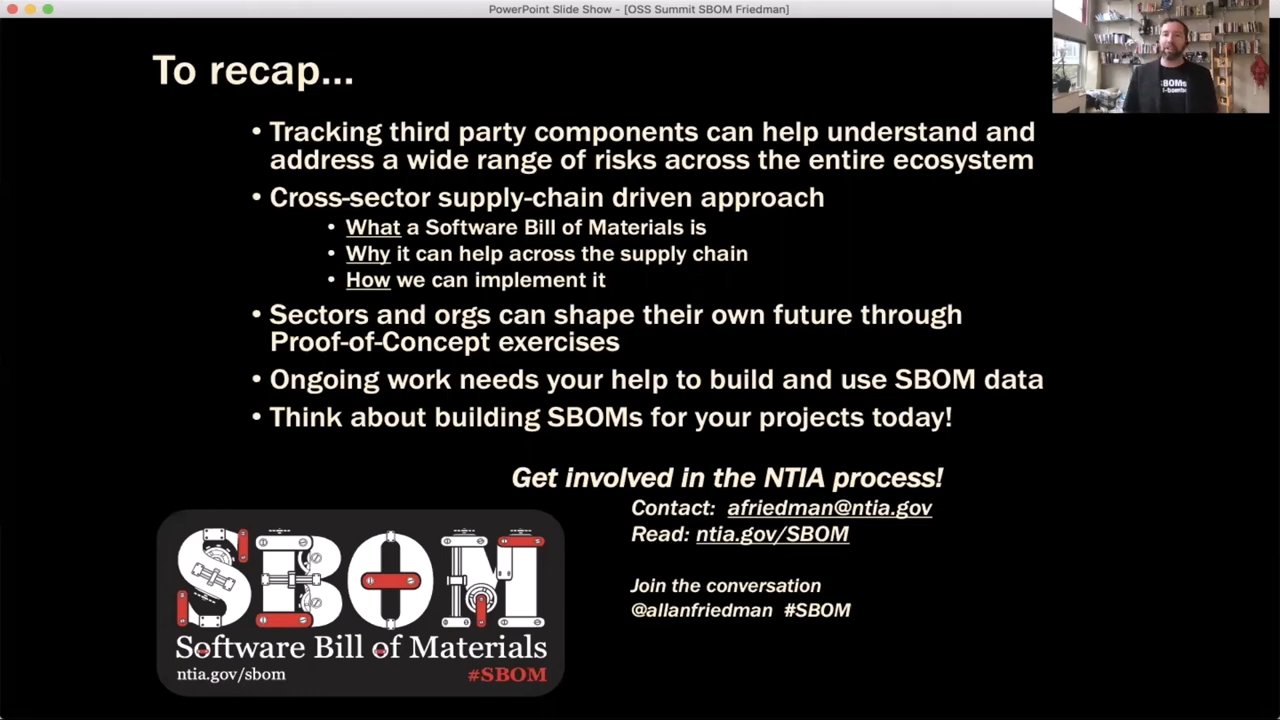 PowerPoint Slide Show - [OSS Summit SBOM Friedman]
To recap...
• Tracking third party components can help understand and
address a wide range of risks across the entire ecosystem
• Cross-sector supply-chain driven approach
• What a Software Bill of Materials is
• Why it can help across the supply chain
• How we can implement it
• Sectors and orgs can shape their own future through
Proof-of-Concept exercises
• Ongoing work needs your help to build and use SBOM data
• Think about building SBOMs for your projects today!
Get involved in the NTIA process!
Contact: afriedman@ntia.gov
Read: ntia.gov/SBOM
Join the conversation
@allanfriedman #SBOM
SBOM
Software Bill of Materials
ntia.gov/sbom #SBOM
SBOMs